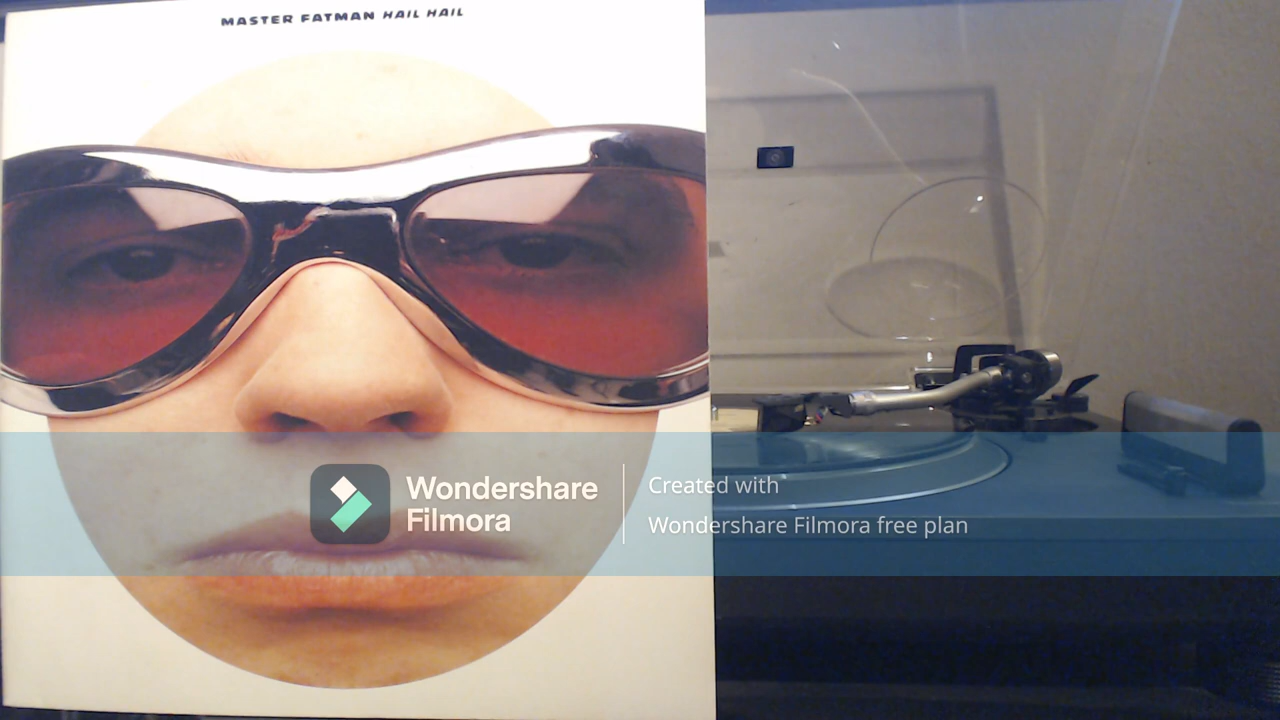 MASTER FATMAN HAIL HAIL
Wondershare
Filmora
Created with
Wondershare Filmora free plan